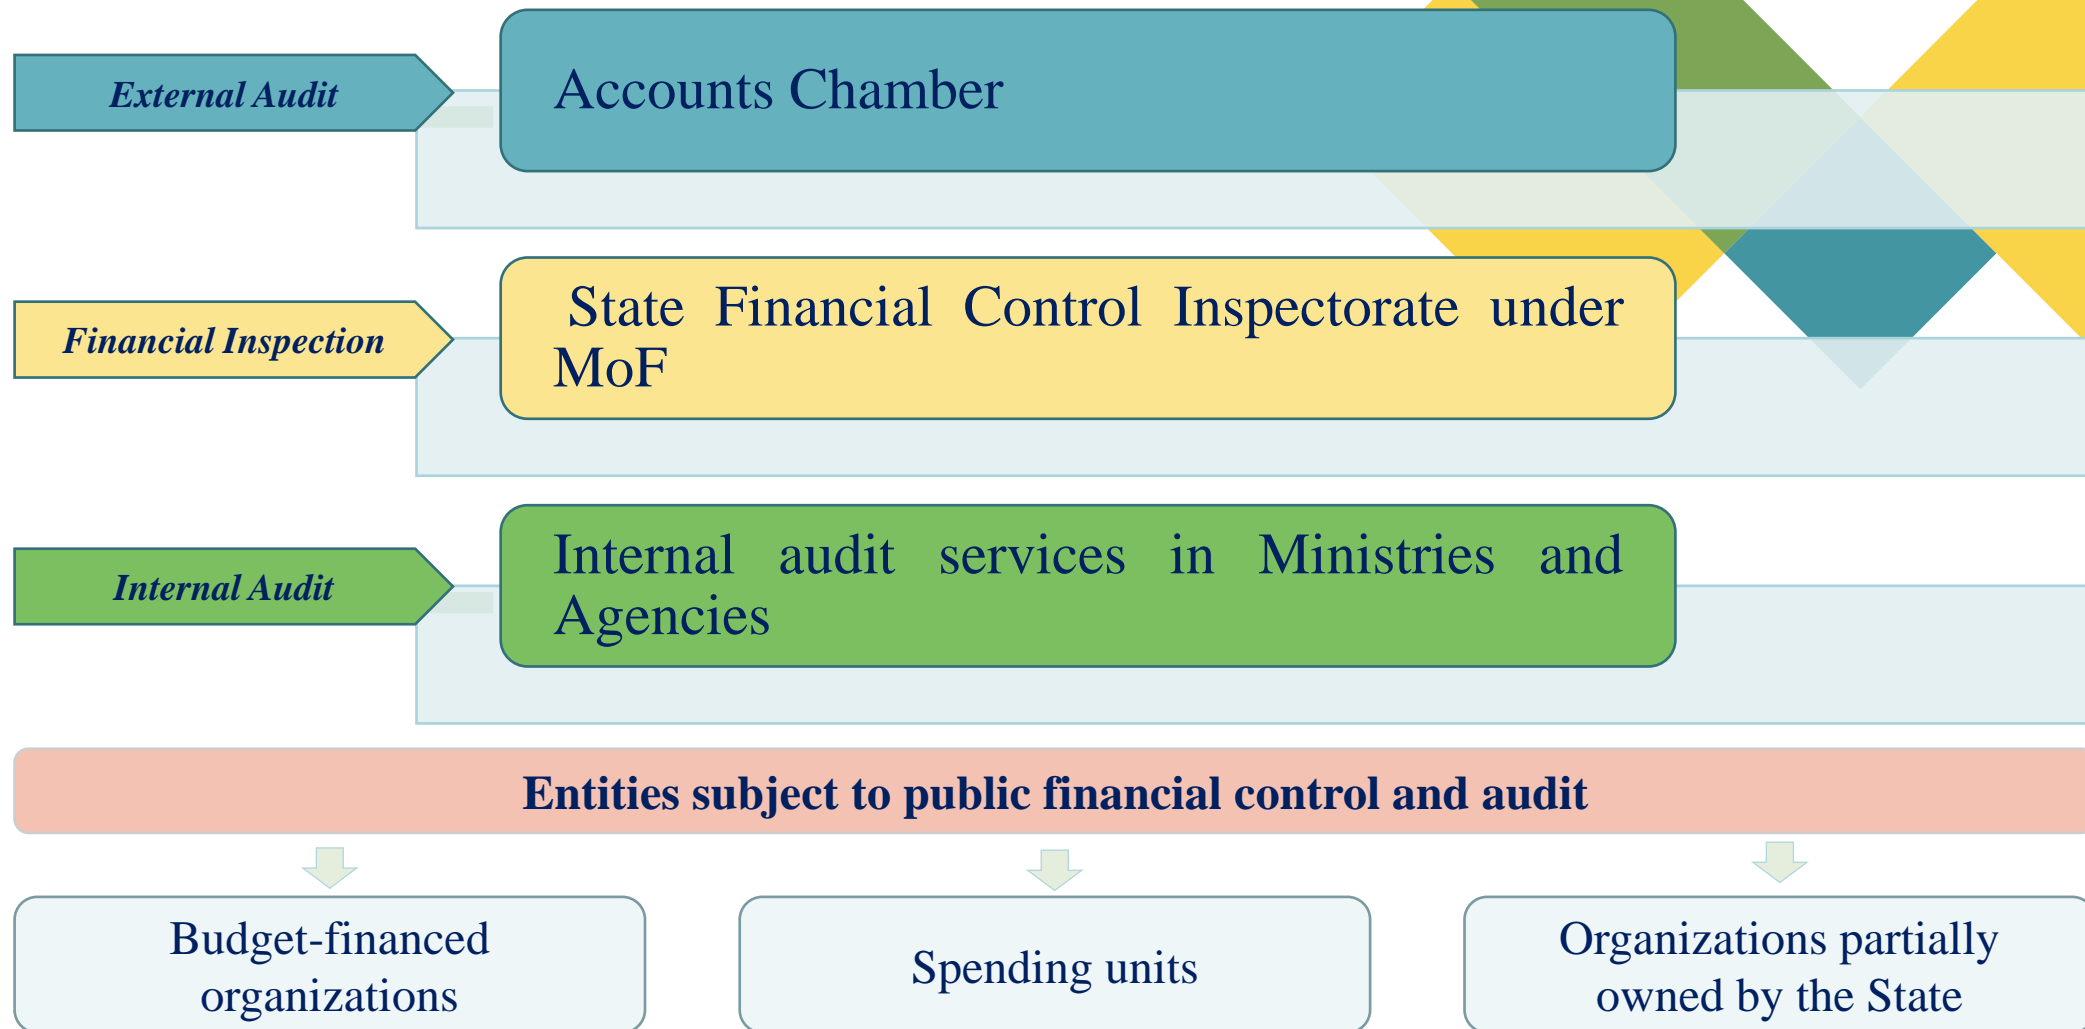 External Audit
Accounts Chamber
Financial Inspection
State Financial Control Inspectorate under
MoF
Internal Audit
Internal audit services in Ministries and
Agencies
Entities subject to public financial control and audit
Budget-financed
organizations
Spending units
Organizations partially
owned by the State